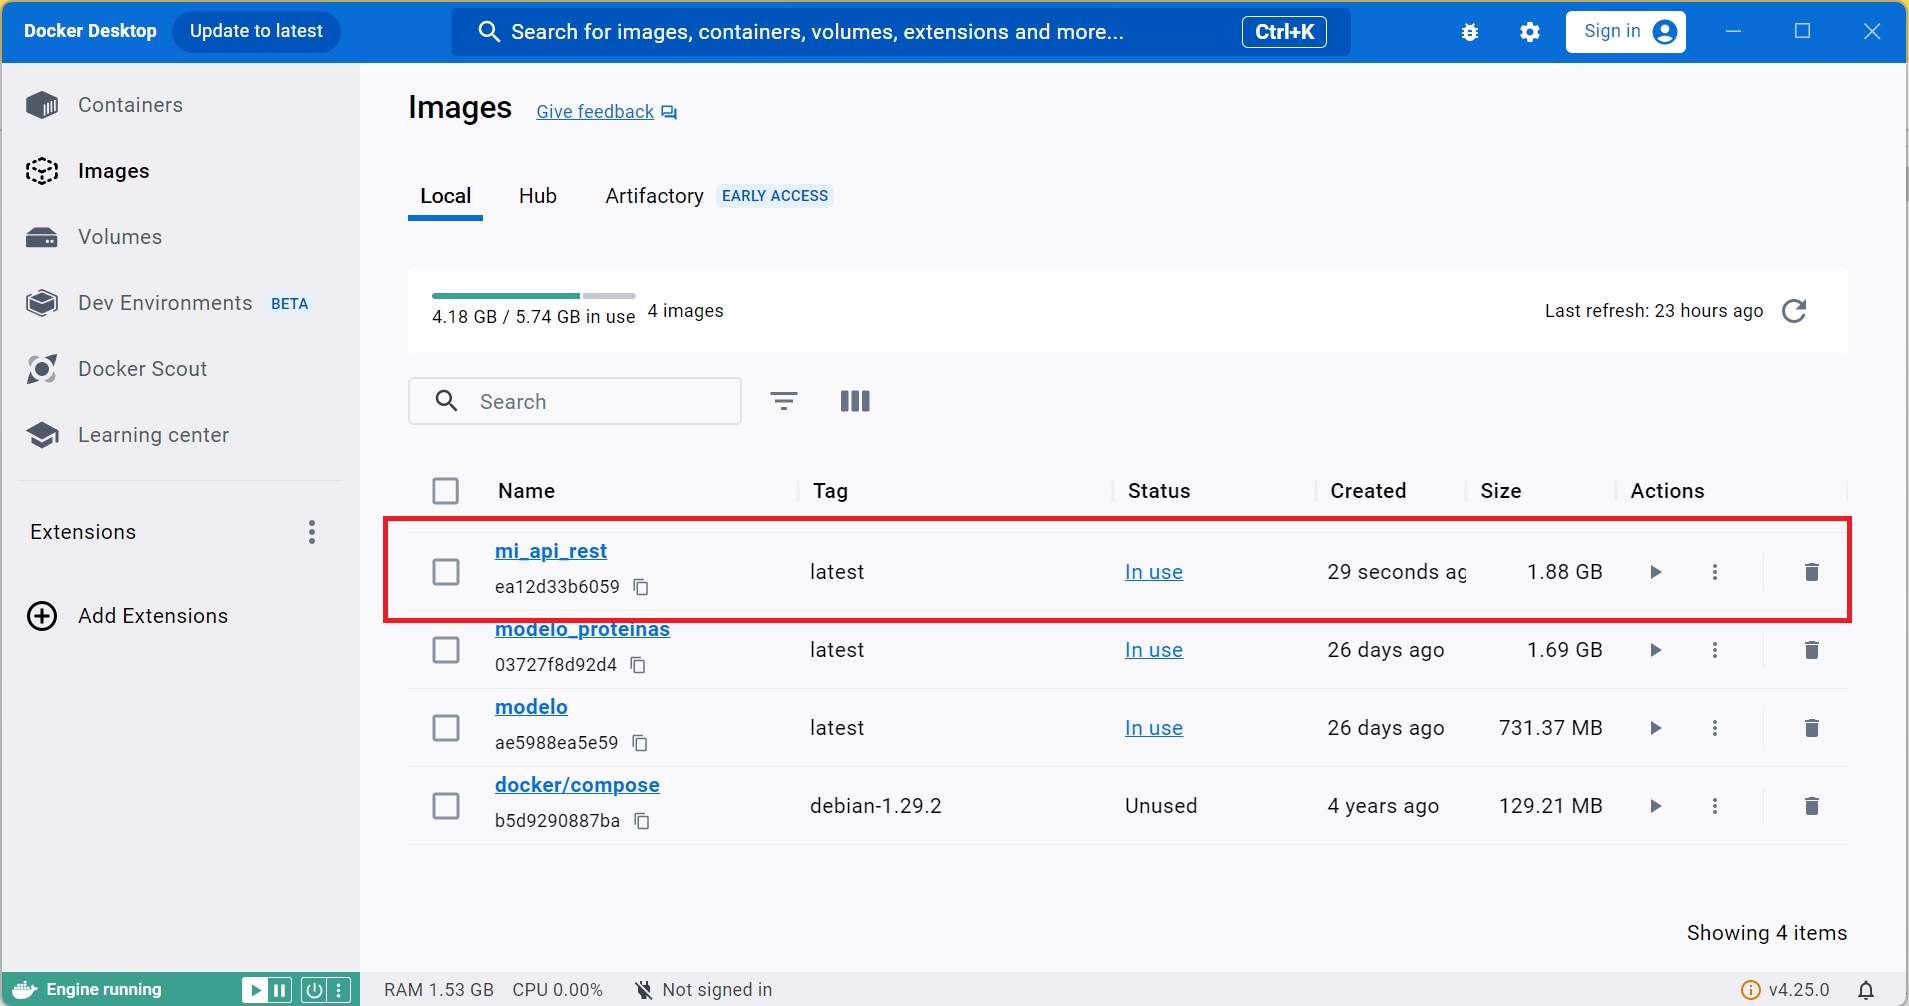 Docker Desktop Update to latest Search for images, containers, volumes, extensions and more... Ctrl+K Sign in
Containers
Images
Volumes
Dev Environments BETA
Docker Scout
Learning center
Extensions
Add Extensions
Images Give feedback
Local Hub Artifactory EARLY ACCESS
4.18 GB / 5.74 GB in use 4 images Last refresh: 23 hours ago
Search
Name Tag Status Created Size Actions
mi_api_rest
ea12d33b6059 latest In use 29 seconds ag 1.88 GB
modelo_proteinas
03727f8d92d4 latest In use 26 days ago 1.69 GB
modelo
ae5988ea5e59 latest In use 26 days ago 731.37 MB
docker/compose
b5d9290887ba debian-1.29.2 Unused 4 years ago 129.21 MB
Showing 4 items
Engine running RAM 1.53 GB CPU 0.00% Not signed in v4.25.0